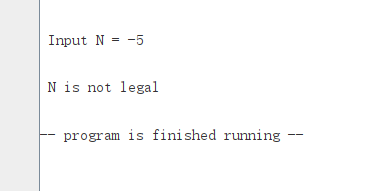 Input N = -5
N is not legal
-- program is finished running --